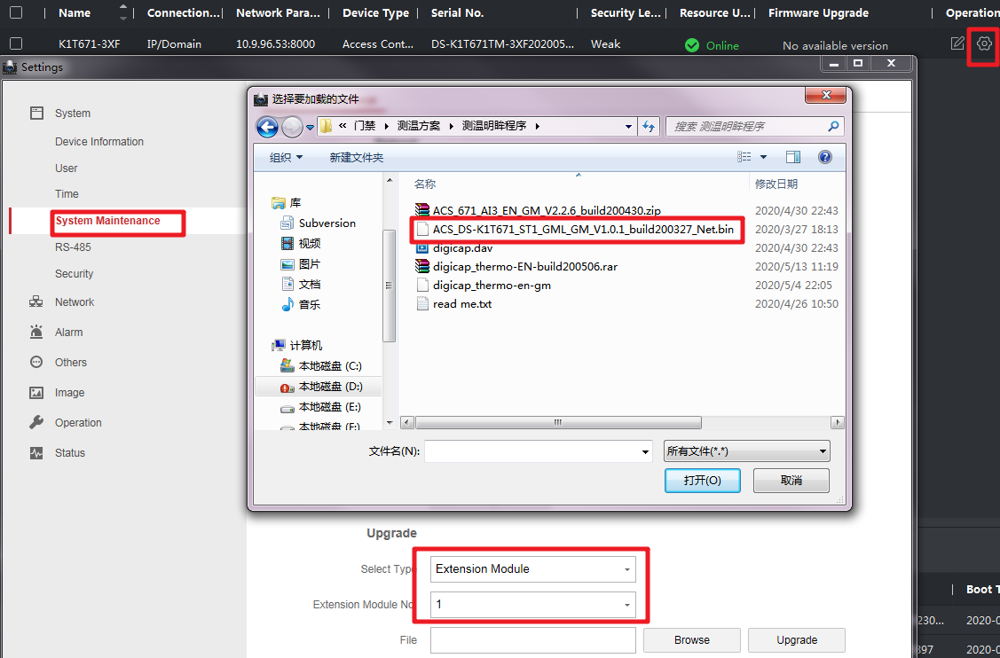 Name Connection... Network Para... Device Type Serial No. Security Le... Resource U... Firmware Upgrade Operation
K1T671-3XF IP/Domain 10.9.96.53:8000 Access Cont... DS-K1T671TM-3XF202005... Weak Online No available version
Settings
选择要加载的文件
« 门禁 测温方案 测温明眸程序
搜索 测温明眸程序
组织 新建文件夹
名称 修改日期
ACS_671_AI3_EN_GM_V2.2.6_build200430.zip 2020/4/30 22:43
ACS_DS-K1T671_ST1_GML_GM_V1.0.1_build200327_Net.bin 2020/3/27 18:13
digicap.dav 2020/4/30 22:43
digicap_thermo-EN-build200506.rar 2020/5/13 11:19
digicap_thermo-en-gm 2020/5/4 22:05
read me.txt 2020/4/26 10:50
库
Subversion
视频
图片
文档
音乐
计算机
本地磁盘 (C:)
本地磁盘 (D:)
本地磁盘 (E:)
本地磁盘 (F:)
文件名(N):
所有文件(*.*)
打开(O) 取消
System
Device Information
User
Time
System Maintenance
RS-485
Security
Network
Alarm
Others
Image
Operation
Status
Upgrade
Select Type Extension Module
Extension Module No 1
File Browse Upgrade
Boot T
230... 2020-0
397 2020-0